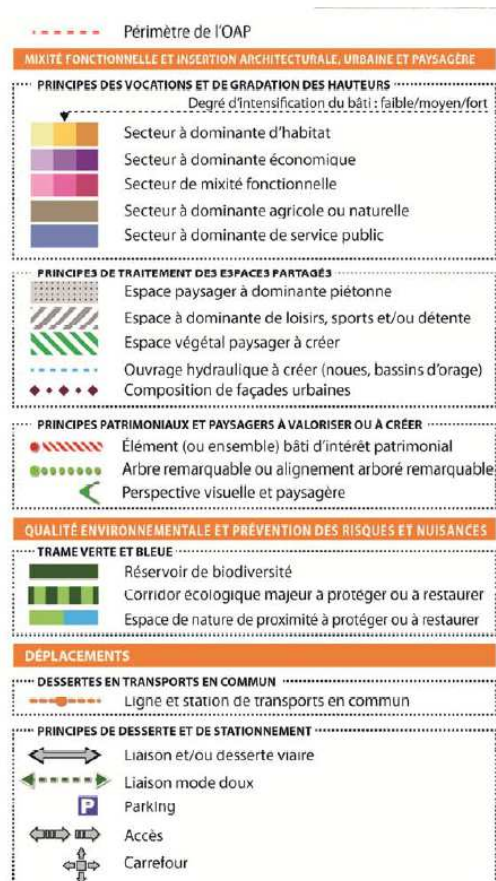 Périmètre de l'OAP
MIXITÉ FONCTIONNELLE ET INSERTION ARCHITECTURALE, URBAINE ET PAYSAGÈRE
PRINCIPES DES VOCATIONS ET DE GRADATION DES HAUTEURS
Degré d'intensification du bâti : faible/moyen/fort
Secteur à dominante d'habitat
Secteur à dominante économique
Secteur de mixité fonctionnelle
Secteur à dominante agricole ou naturelle
Secteur à dominante de service public
PRINCIPES DE TRAITEMENT DES ESPACES PARTAGÉS
Espace paysager à dominante piétonne
Espace à dominante de loisirs, sports et/ou détente
Espace végétal paysager à créer
Ouvrage hydraulique à créer (noues, bassins d'orage)
Composition de façades urbaines
PRINCIPES PATRIMONIAUX ET PAYSAGERS À VALORISER OU À CRÉER
Élément (ou ensemble) bâti d'intérêt patrimonial
Arbre remarquable ou alignement arboré remarquable
Perspective visuelle et paysagère
QUALITÉ ENVIRONNEMENTALE ET PRÉVENTION DES RISQUES ET NUISANCES
TRAME VERTE ET BLEUE
Réservoir de biodiversité
Corridor écologique majeur à protéger ou à restaurer
Espace de nature de proximité à protéger ou à restaurer
DÉPLACEMENTS
DESSERTES EN TRANSPORTS EN COMMUN
Ligne et station de transports en commun
PRINCIPES DE DESSERTE ET DE STATIONNEMENT
Liaison et/ou desserte viaire
Liaison mode doux
P Parking
Accès
Carrefour